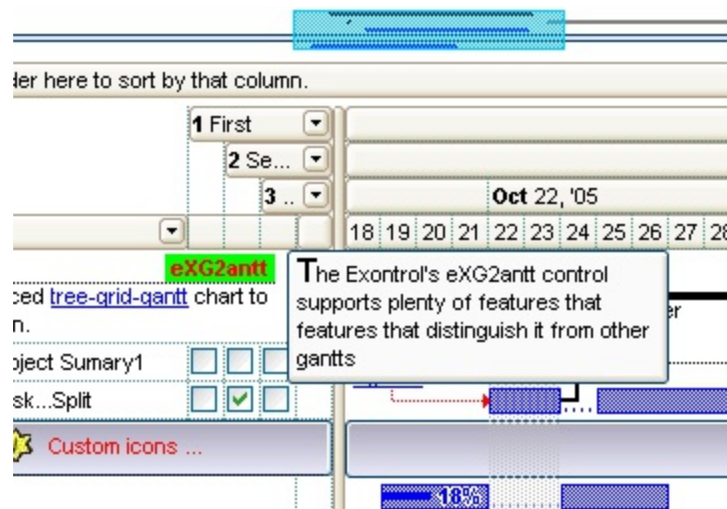 der here to sort by that column.
1 First
2 Se...
3 ..
Oct 22, '05
18 19 20 21 22 23 24 25 26 27 28
eXG2antt
ced tree-grid-gantt chart to
n.
The Exontrol's eXG2antt control
supports plenty of features that
features that distinguish it from other
gantts
er
oject Sumary1
sk...Split
Custom icons ...
18%